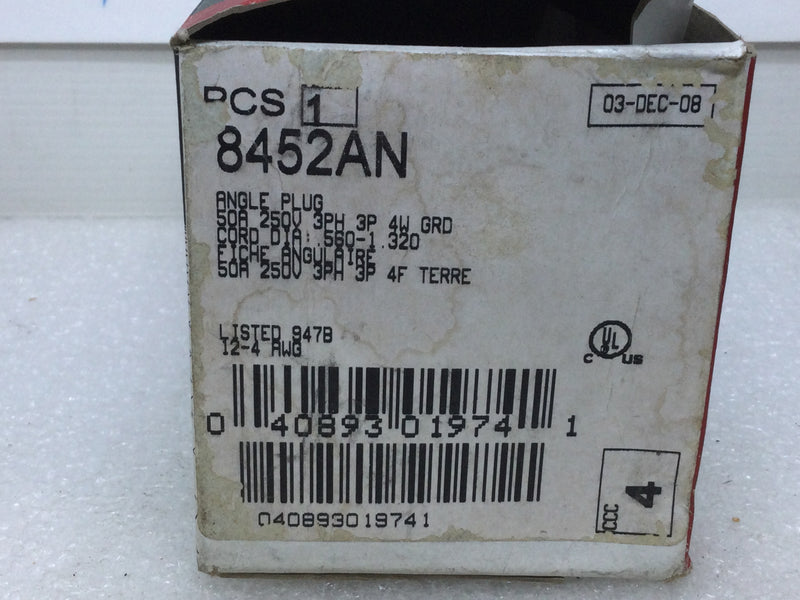 PCS 1
03-DEC-08
8452AN
ANGLE PLUG
50A 250V 3PH 3P 4W GRD
CORD DIA: .560-1.320
FICHE ANGULAIRE
50A 250V 3PH 3P 4F TERRE
LISTED 947B
12-4 AWG
C UL US
0 40893 01974 1
040893019741
CCC 4